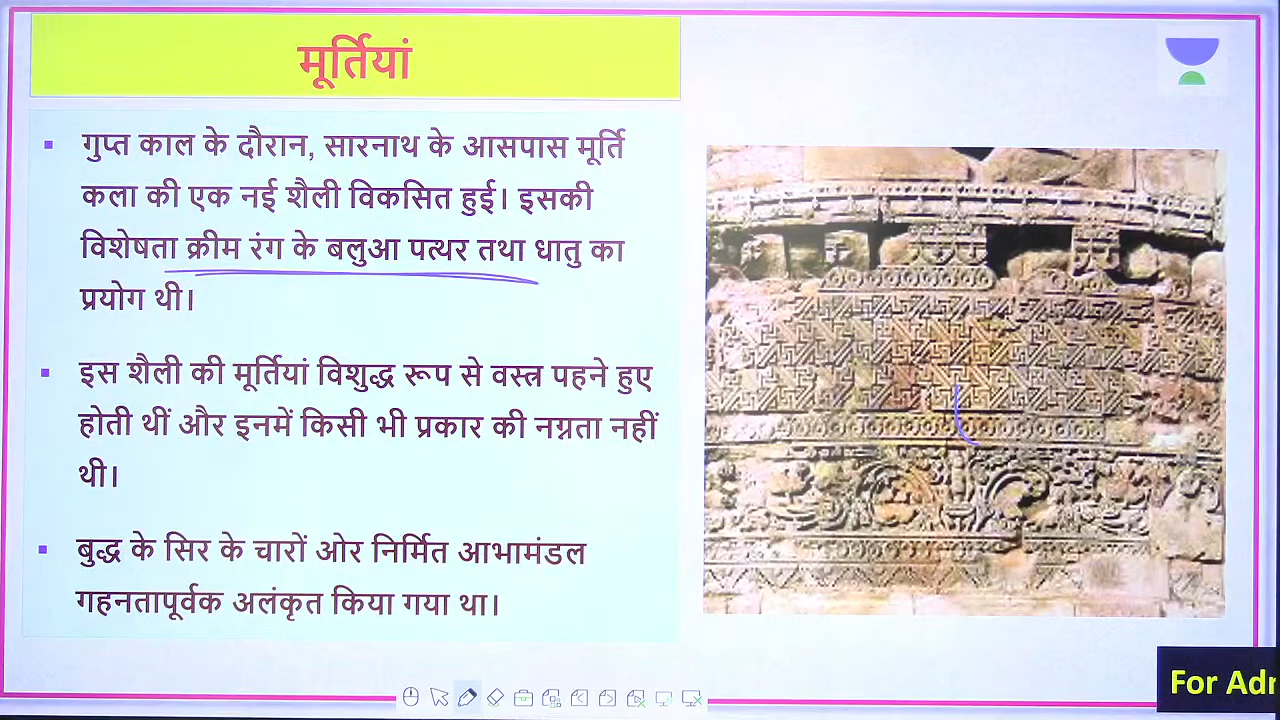 मूर्तियां
गुप्त काल के दौरान, सारनाथ के आसपास मूर्ति
कला की एक नई शैली विकसित हुई। इसकी
विशेषता क्रीम रंग के बलुआ पत्थर तथा धातु का
प्रयोग थी।
इस शैली की मूर्तियां विशुद्ध रूप से वस्त्र पहने हुए
होती थीं और इनमें किसी भी प्रकार की नग्नता नहीं
थी।
बुद्ध के सिर के चारों ओर निर्मित आभामंडल
गहनतापूर्वक अलंकृत किया गया था।
For